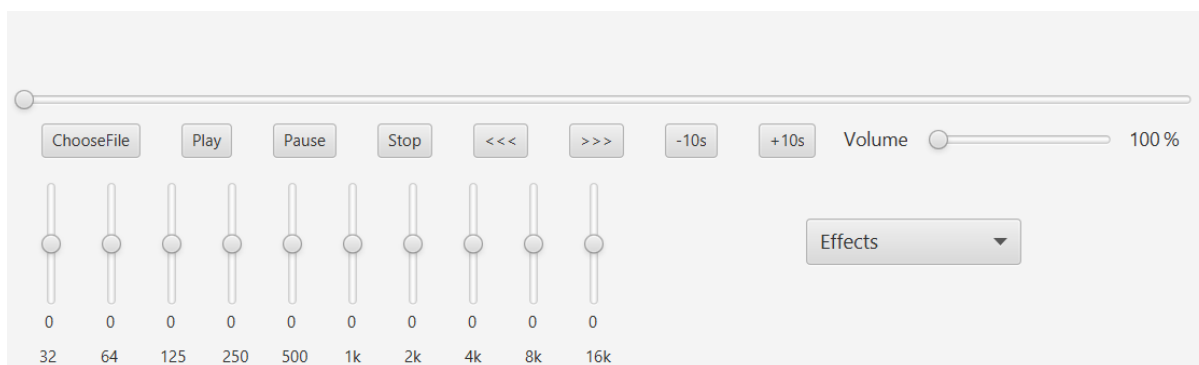 ChooseFile Play Pause Stop <<< >>> -10s +10s Volume 100 %
Effects
0 0 0 0 0 0 0 0 0 0
32 64 125 250 500 1k 2k 4k 8k 16k